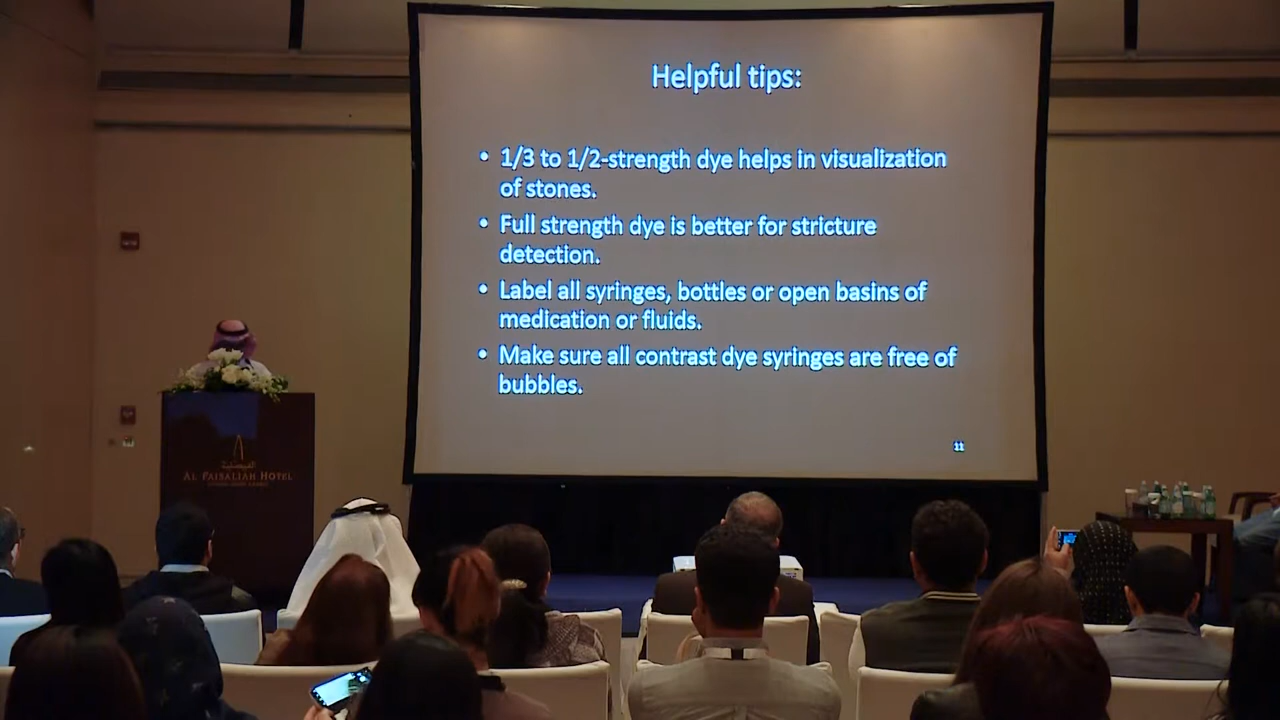 Helpful tips:
• 1/3 to 1/2-strength dye helps in visualization
of stones.
• Full strength dye is better for stricture
detection.
• Label all syringes, bottles or open basins of
medication or fluids.
• Make sure all contrast dye syringes are free of
bubbles.
11
الفيصلية
AL FAISALIAH HOTEL